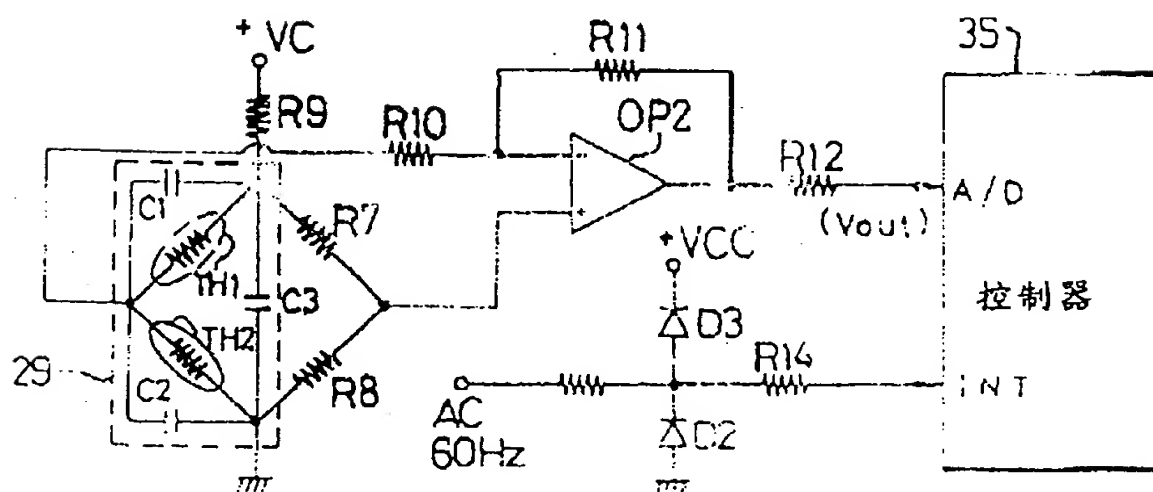 +VC
R9
R10
R11
OP2
35
R12
(Vout)
A/D
C1
R7
TH1
C3
+VCC
控制器
TH2
D3
29
C2
R8
AC
60Hz
R14
INT
D2